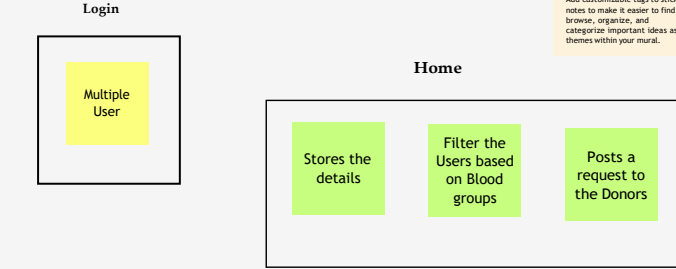 Login
Multiple
User
notes to make it easier to find,
browse, organize, and
categorize important ideas as
themes within your mural.
Home
Stores the
details
Filter the
Users based
on Blood
groups
Posts a
request to
the Donors